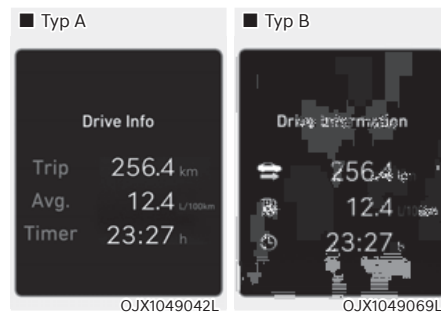 ■ Typ A
Drive Info
Trip 256.4 km
Avg. 12.4 L/100km
Timer 23:27 h
OJX1049042L
■ Typ B
256.4
12.4
23:27 h
OJX1049069L